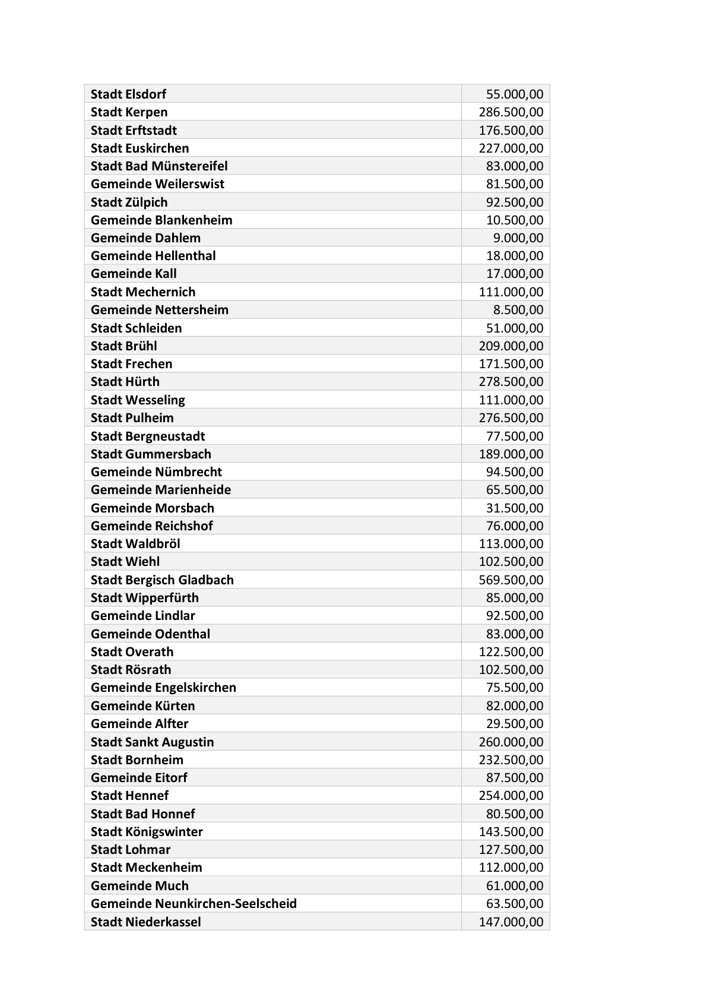 Stadt Elsdorf 55.000,00
Stadt Kerpen 286.500,00
Stadt Erftstadt 176.500,00
Stadt Euskirchen 227.000,00
Stadt Bad Münstereifel 83.000,00
Gemeinde Weilerswist 81.500,00
Stadt Zülpich 92.500,00
Gemeinde Blankenheim 10.500,00
Gemeinde Dahlem 9.000,00
Gemeinde Hellenthal 18.000,00
Gemeinde Kall 17.000,00
Stadt Mechernich 111.000,00
Gemeinde Nettersheim 8.500,00
Stadt Schleiden 51.000,00
Stadt Brühl 209.000,00
Stadt Frechen 171.500,00
Stadt Hürth 278.500,00
Stadt Wesseling 111.000,00
Stadt Pulheim 276.500,00
Stadt Bergneustadt 77.500,00
Stadt Gummersbach 189.000,00
Gemeinde Nümbrecht 94.500,00
Gemeinde Marienheide 65.500,00
Gemeinde Morsbach 31.500,00
Gemeinde Reichshof 76.000,00
Stadt Waldbröl 113.000,00
Stadt Wiehl 102.500,00
Stadt Bergisch Gladbach 569.500,00
Stadt Wipperfürth 85.000,00
Gemeinde Lindlar 92.500,00
Gemeinde Odenthal 83.000,00
Stadt Overath 122.500,00
Stadt Rösrath 102.500,00
Gemeinde Engelskirchen 75.500,00
Gemeinde Kürten 82.000,00
Gemeinde Alfter 29.500,00
Stadt Sankt Augustin 260.000,00
Stadt Bornheim 232.500,00
Gemeinde Eitorf 87.500,00
Stadt Hennef 254.000,00
Stadt Bad Honnef 80.500,00
Stadt Königswinter 143.500,00
Stadt Lohmar 127.500,00
Stadt Meckenheim 112.000,00
Gemeinde Much 61.000,00
Gemeinde Neunkirchen-Seelscheid 63.500,00
Stadt Niederkassel 147.000,00